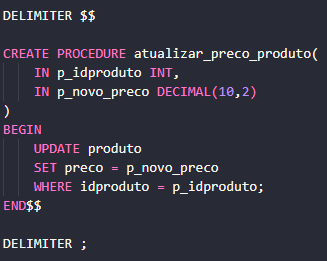 DELIMITER $$
CREATE PROCEDURE atualizar_preco_produto(
IN p_idproduto INT,
IN p_novo_preco DECIMAL(10,2)
)
BEGIN
UPDATE produto
SET preco = p_novo_preco
WHERE idproduto = p_idproduto;
END$$
DELIMITER ;